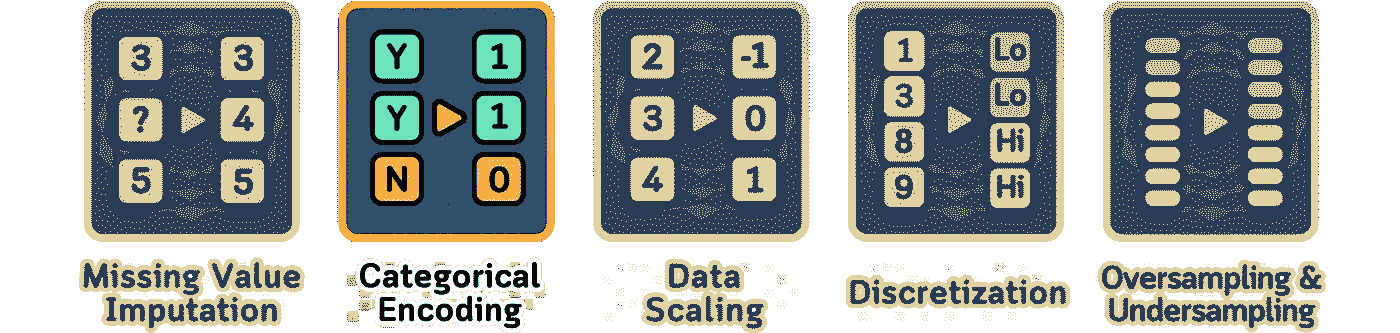 3 3
? 4
5 5
Missing Value
Imputation
Y 1
Y 1
N 0
Categorical
Encoding
2 -1
3 0
4 1
Data
Scaling
1 Lo
3 Lo
8 Hi
9 Hi
Discretization
Oversampling &
Undersampling